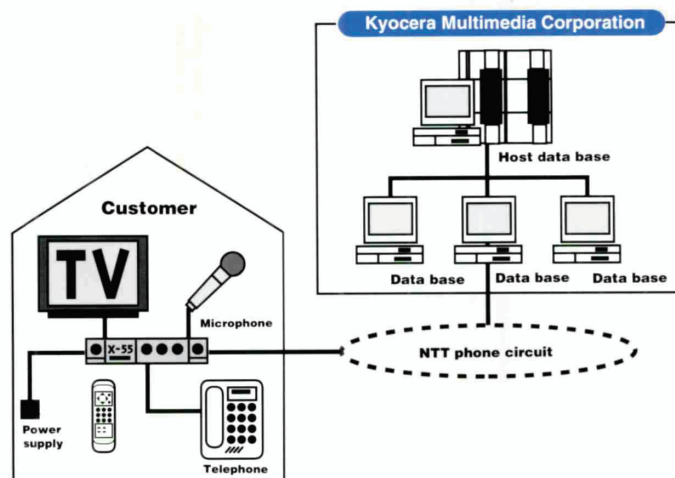 Kyocera Multimedia Corporation
Host data base
Data base Data base Data base
Customer
TV
Microphone
X-55
NTT phone circuit
Power
supply
Telephone